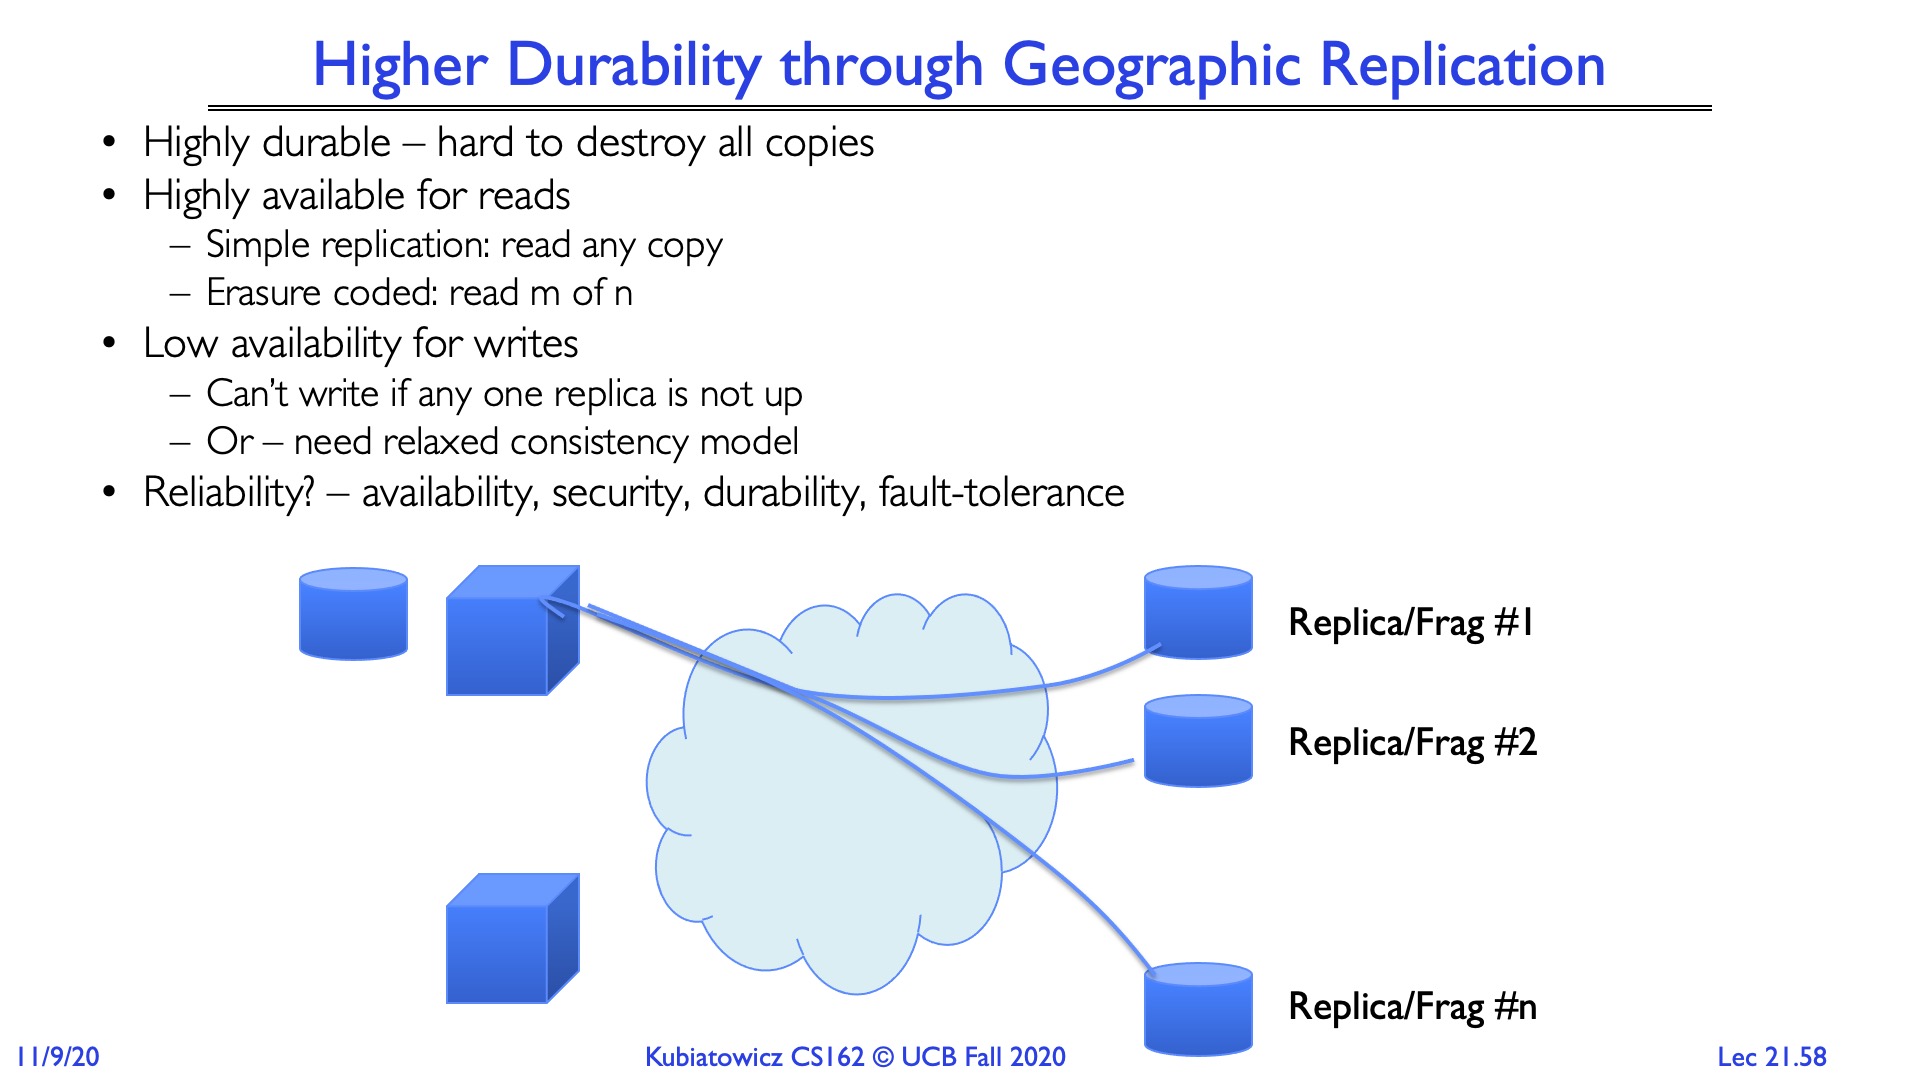 Higher Durability through Geographic Replication
• Highly durable – hard to destroy all copies
• Highly available for reads
– Simple replication: read any copy
– Erasure coded: read m of n
• Low availability for writes
– Can’t write if any one replica is not up
– Or – need relaxed consistency model
• Reliability? – availability, security, durability, fault-tolerance
Replica/Frag #1
Replica/Frag #2
Replica/Frag #n
11/9/20
Kubiatowicz CS162 © UCB Fall 2020
Lec 21.58